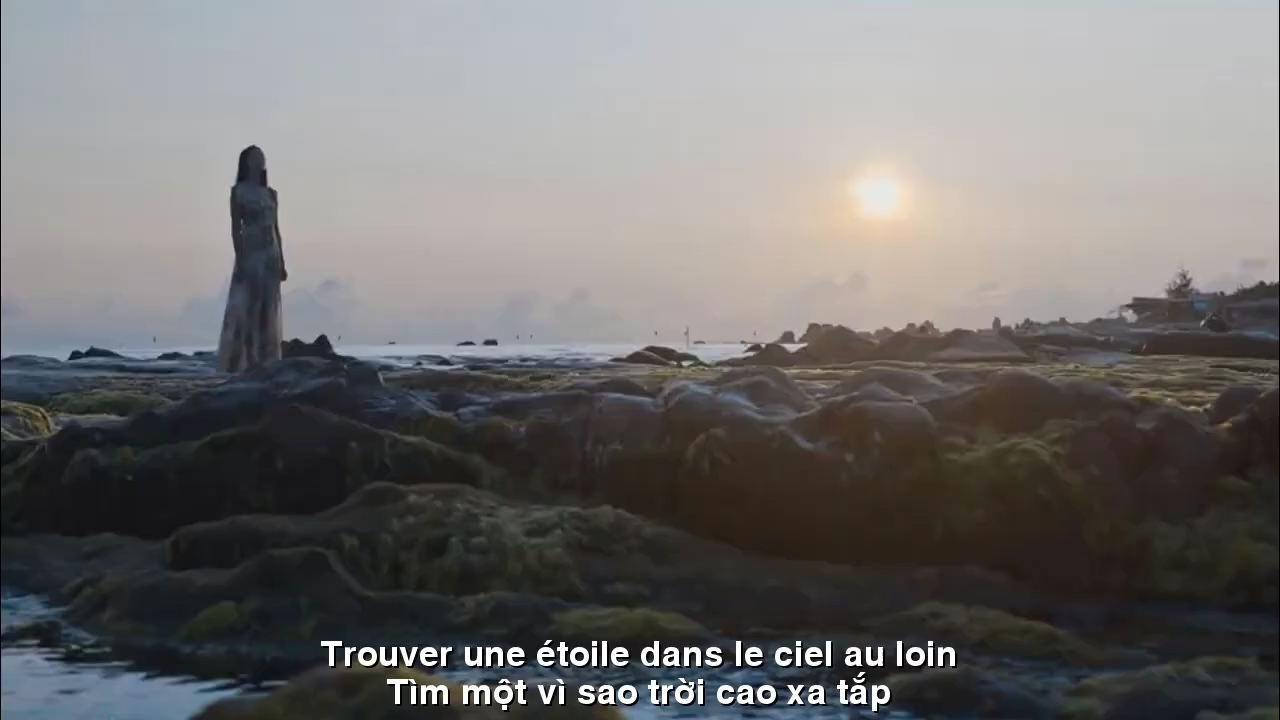 Trouver une étoile dans le ciel au loin
Tìm một vì sao trời cao xa tắp